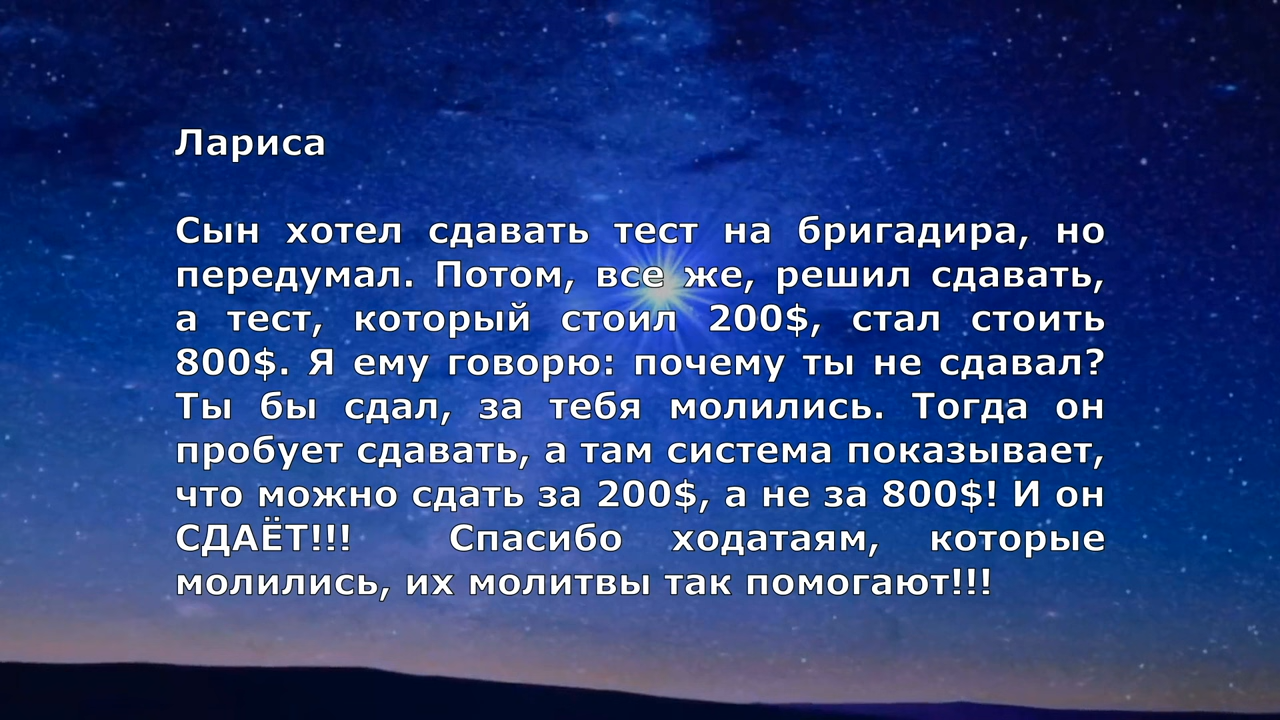 Лариса
Сын хотел сдавать тест на бригадира, но
передумал. Потом, все же, решил сдавать,
а тест, который стоил 200$, стал стоить
800$. Я ему говорю: почему ты не сдавал?
Ты бы сдал, за тебя молились. Тогда он
пробует сдавать, а там система показывает,
что можно сдать за 200$, а не за 800$! И он
СДАЁТ!!! Спасибо ходатаям, которые
молились, их молитвы так помогают!!!